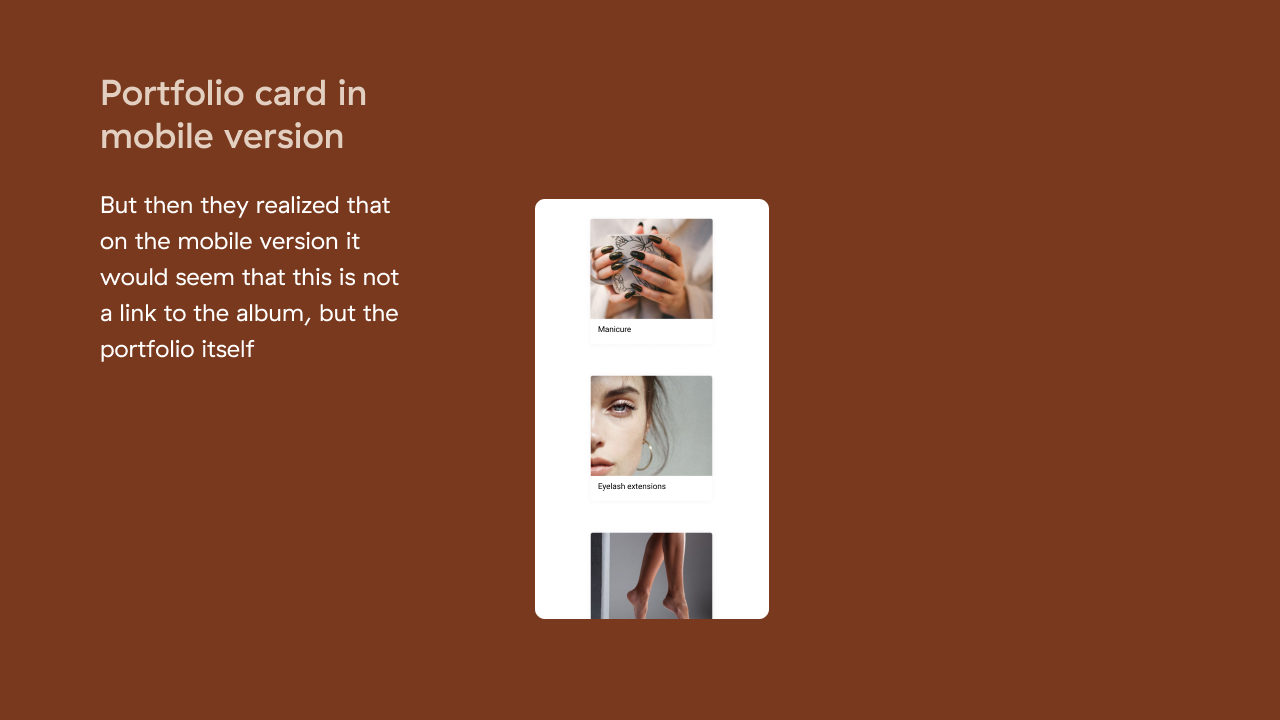 Portfolio card in
mobile version
But then they realized that
on the mobile version it
would seem that this is not
a link to the album, but the
portfolio itself
Manicure
Eyelash extensions